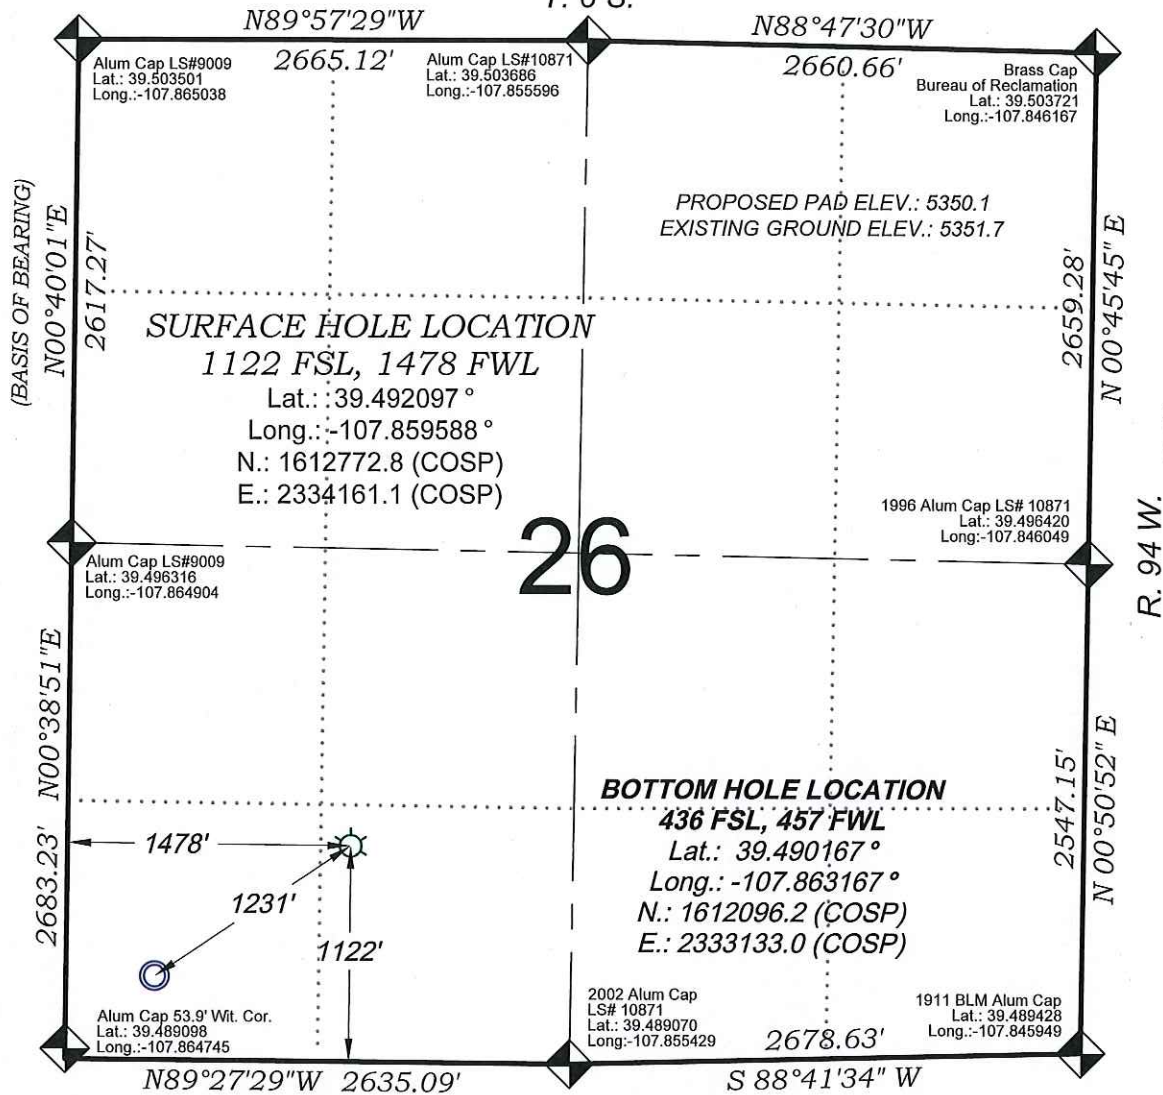 T. 6 S.
N89°57'29"W
N88°47'30"W
2665.12'
2660.66'
Alum Cap LS#9009
Lat.: 39.503501
Long.:-107.865038
Alum Cap LS#10871
Lat.: 39.503686
Long.:-107.855596
Brass Cap
Bureau of Reclamation
Lat.: 39.503721
Long.:-107.846167
(BASIS OF BEARING)
N00°40'01"E
2617.27'
PROPOSED PAD ELEV.: 5350.1
EXISTING GROUND ELEV.: 5351.7
2659.28'
N 00°45'45" E
SURFACE HOLE LOCATION
1122 FSL, 1478 FWL
Lat.: 39.492097°
Long.: -107.859588°
N.: 1612772.8 (COSP)
E.: 2334161.1 (COSP)
26
1996 Alum Cap LS# 10871
Lat.: 39.496420
Long:-107.846049
R. 94 W.
Alum Cap LS#9009
Lat.: 39.496316
Long.:-107.864904
N00°38'51"E
2683.23'
1478'
1231'
1122'
BOTTOM HOLE LOCATION
436 FSL, 457 FWL
Lat.: 39.490167°
Long.: -107.863167°
N.: 1612096.2 (COSP)
E.: 2333133.0 (COSP)
2547.15'
N 00°50'52" E
Alum Cap 53.9' Wit. Cor.
Lat.: 39.489098
Long.:-107.864745
2002 Alum Cap
LS# 10871
Lat.: 39.489070
Long:-107.855429
1911 BLM Alum Cap
Lat.: 39.489428
Long.:-107.845949
2678.63'
N89°27'29"W 2635.09'
S 88°41'34" W